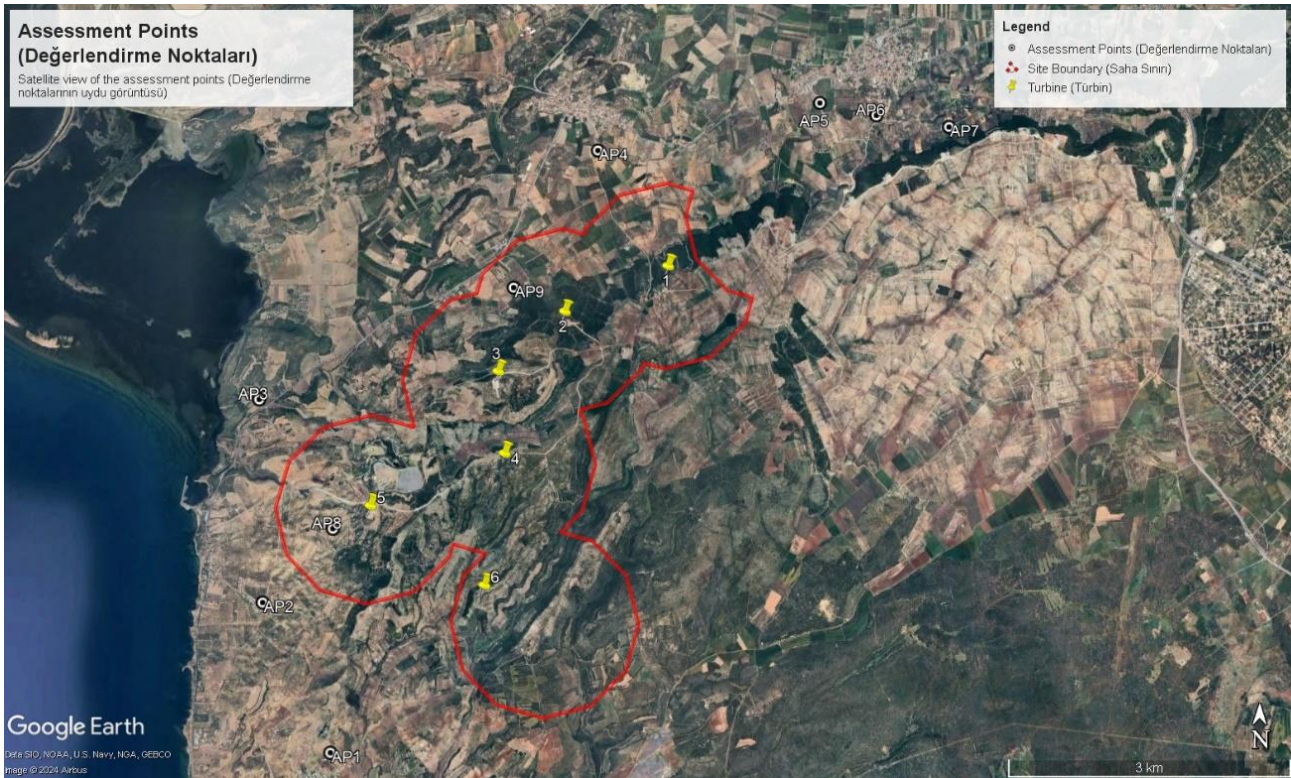 Assessment Points
(Değerlendirme Noktaları)
Satellite view of the assessment points (Değerlendirme
noktalarının uydu görüntüsü)
Legend
Assessment Points (Değerlendirme Noktaları)
Site Boundary (Saha Sınırı)
Turbine (Türbin)
AP5
AP6
AP7
AP4
1
AP9
2
3
AP3
4
5
AP8
6
AP2
AP1
Google Earth
Data SIO, NOAA, U.S. Navy, NGA, GEBCO
Image © 2024 Airbus
N
3 km